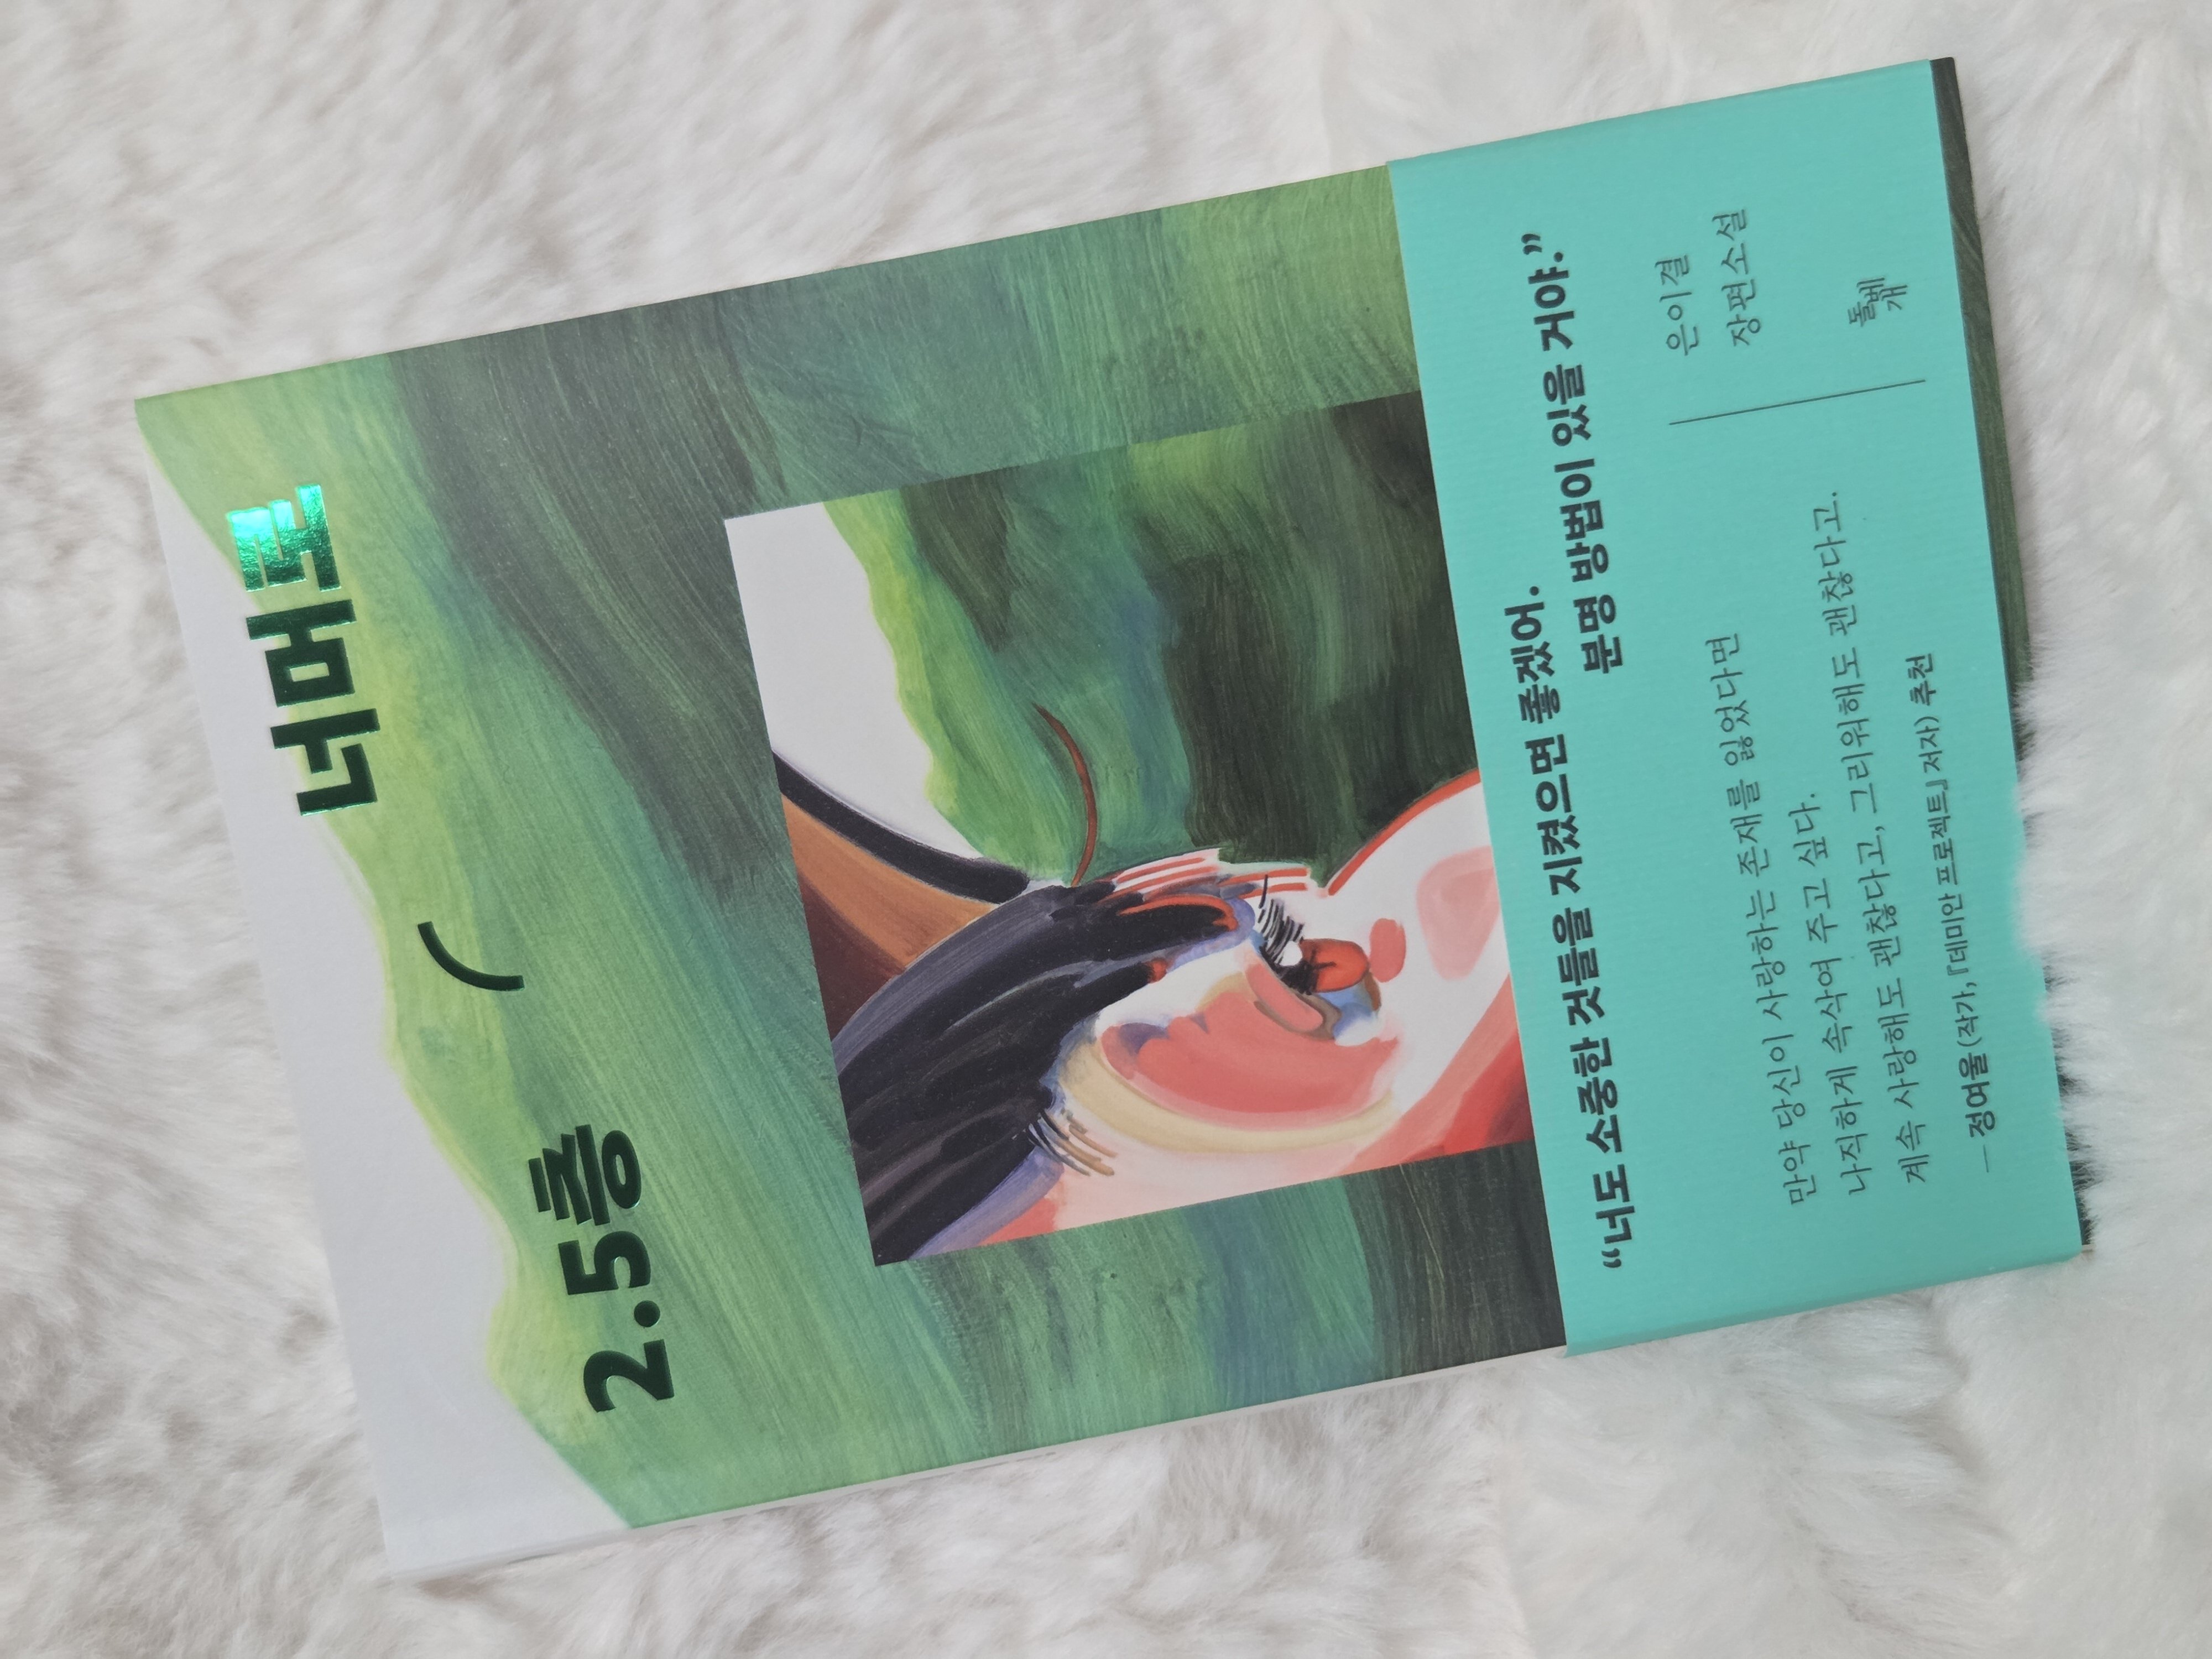 2.5층
너머로
“너도 소중한 것들을 지켰으면 좋겠어.
분명 방법이 있을 거야.”
만약 당신이 사랑하는 존재를 잃었다면
나직하게 속삭여 주고 싶다.
계속 사랑해도 괜찮다고, 그리워해도 괜찮다고.
— 정여울 (작가, 『데미안 프로젝트』 저자) 추천
은이결
장편소설
돌베개